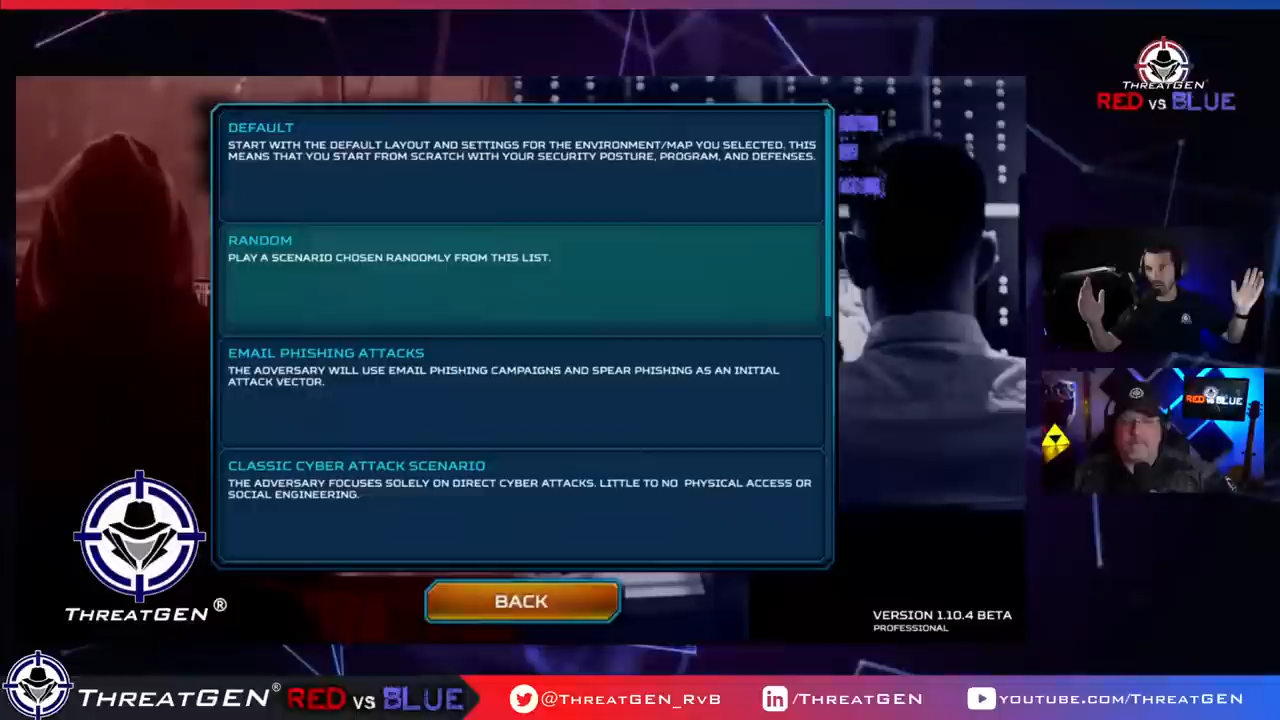 THREATGEN®
RED VS BLUE
DEFAULT
START WITH THE DEFAULT LAYOUT AND SETTINGS FOR THE ENVIRONMENT/MAP YOU SELECTED. THIS
MEANS THAT YOU START FROM SCRATCH WITH YOUR SECURITY POSTURE, PROGRAM, AND DEFENSES.
RANDOM
PLAY A SCENARIO CHOSEN RANDOMLY FROM THIS LIST.
EMAIL PHISHING ATTACKS
THE ADVERSARY WILL USE EMAIL PHISHING CAMPAIGNS AND SPEAR PHISHING AS AN INITIAL
ATTACK VECTOR.
CLASSIC CYBER ATTACK SCENARIO
THE ADVERSARY FOCUSES SOLELY ON DIRECT CYBER ATTACKS. LITTLE TO NO PHYSICAL ACCESS OR
SOCIAL ENGINEERING.
RED vs BLUE
BACK
THREATGEN®
VERSION 1.10.4 BETA
PROFESSIONAL
THREATGEN® RED VS BLUE
@THREATGEN_RVB
in/THREATGEN
YOUTUBE.COM/THREATGEN